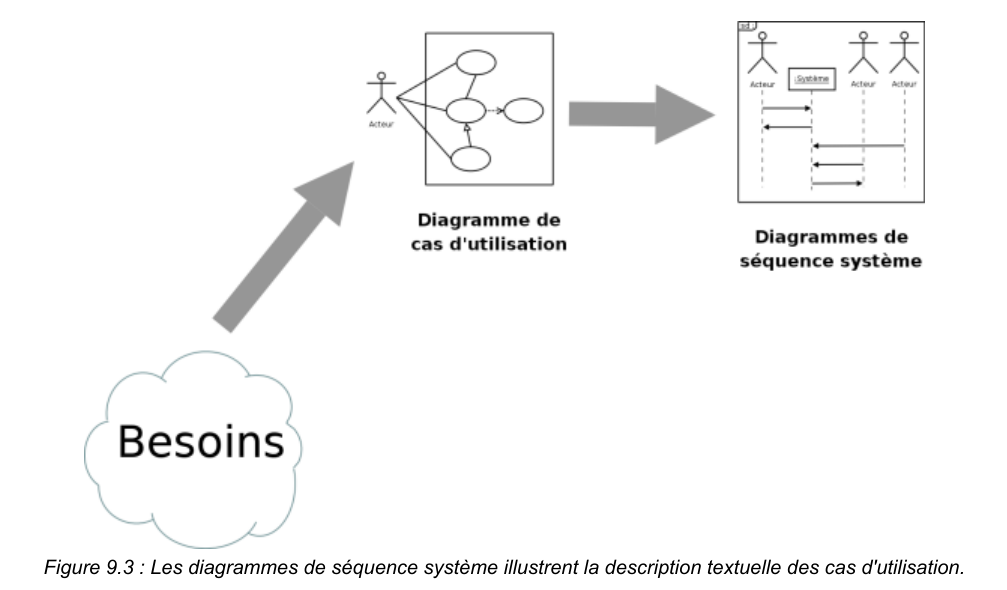 sd
Acteur
:Système
Acteur
Acteur
Acteur
Diagramme de
cas d'utilisation
Diagrammes de
séquence système
Besoins
Figure 9.3 : Les diagrammes de séquence système illustrent la description textuelle des cas d'utilisation.